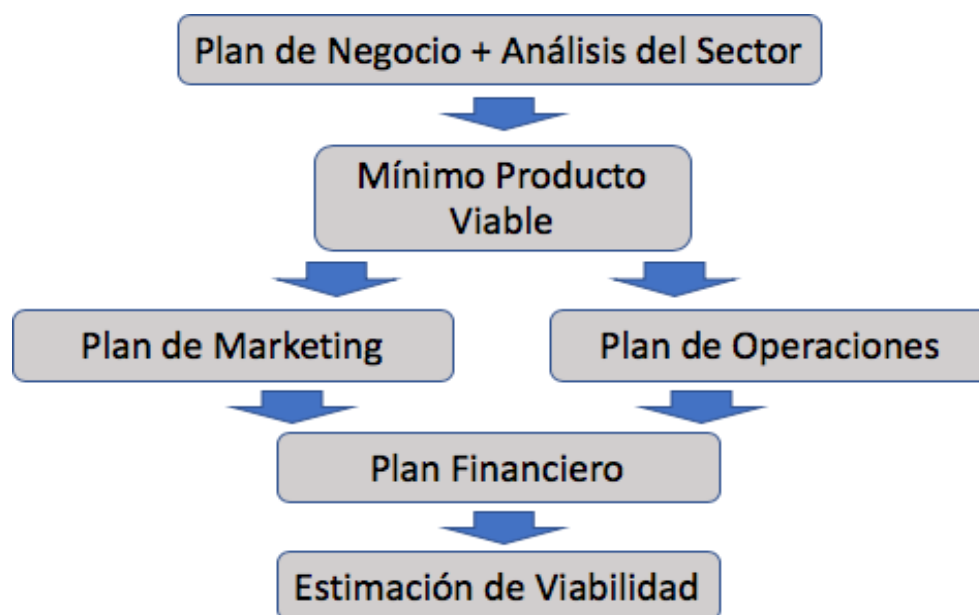 Plan de Negocio + Análisis del Sector
Mínimo Producto
Viable
Plan de Marketing
Plan de Operaciones
Plan Financiero
Estimación de Viabilidad